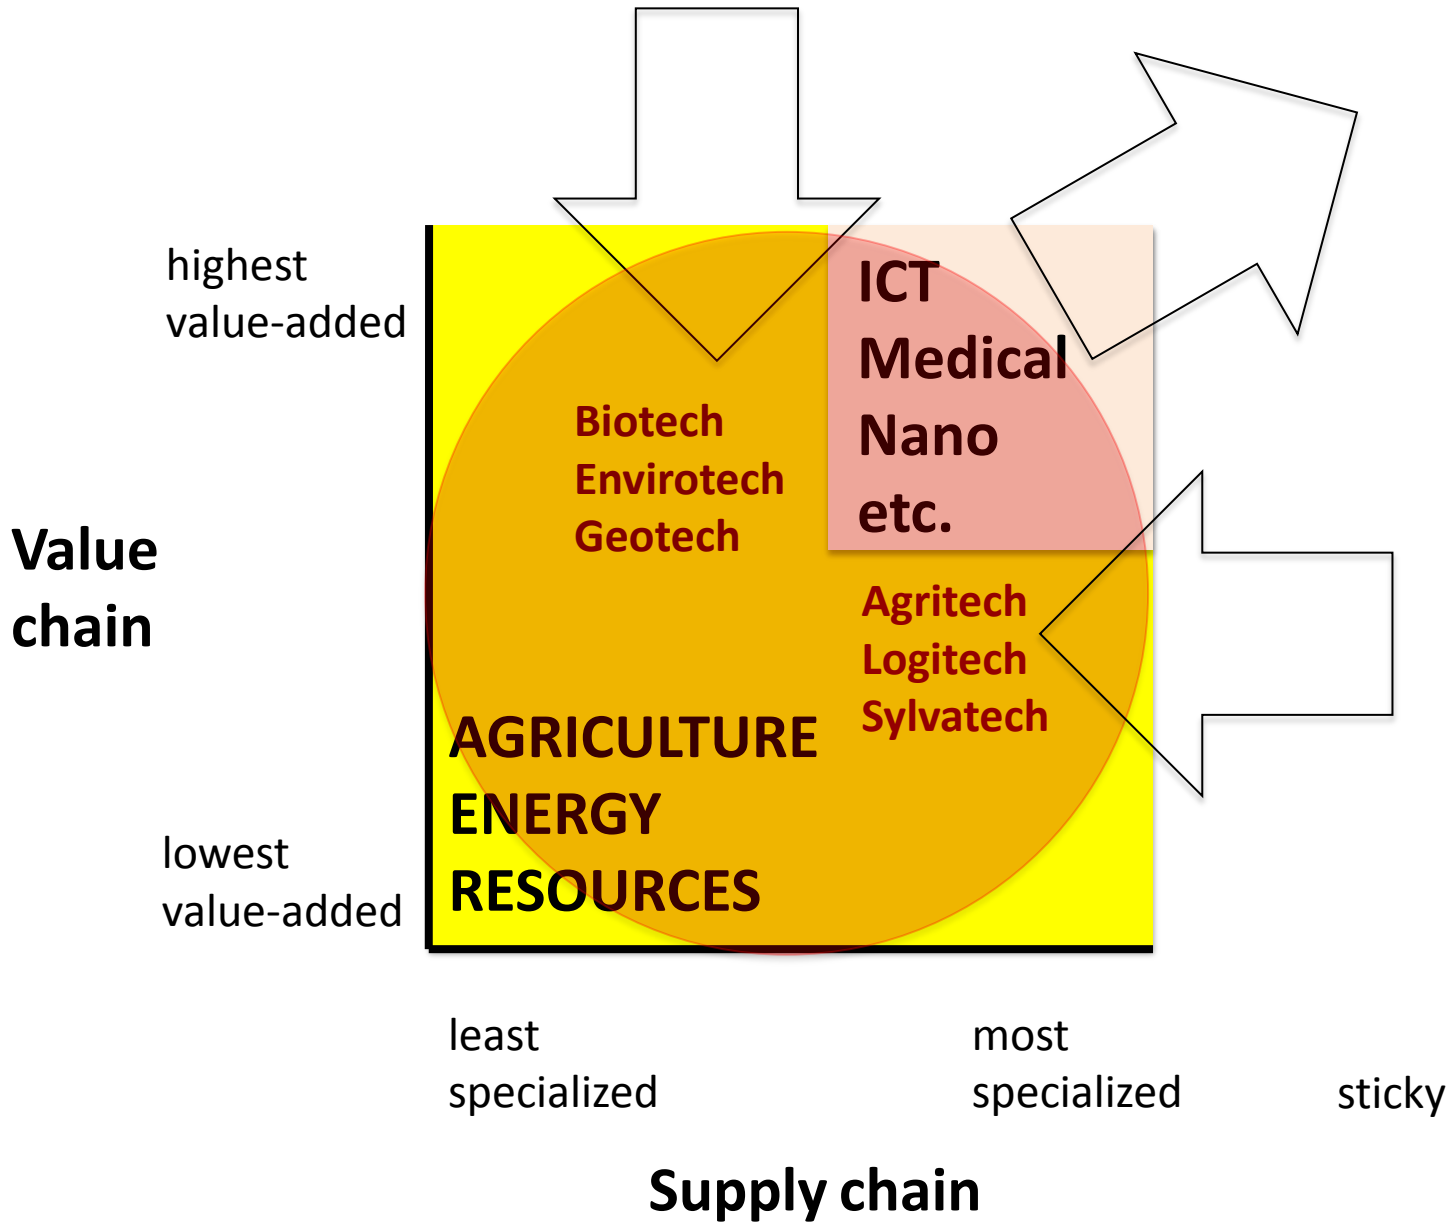 highest
value-added
ICT
Medical
Nano
etc.
Biotech
Envirotech
Geotech
Value
chain
Agritech
Logitech
Sylvatech
AGRICULTURE
ENERGY
RESOURCES
lowest
value-added
least
specialized
most
specialized
sticky
Supply chain